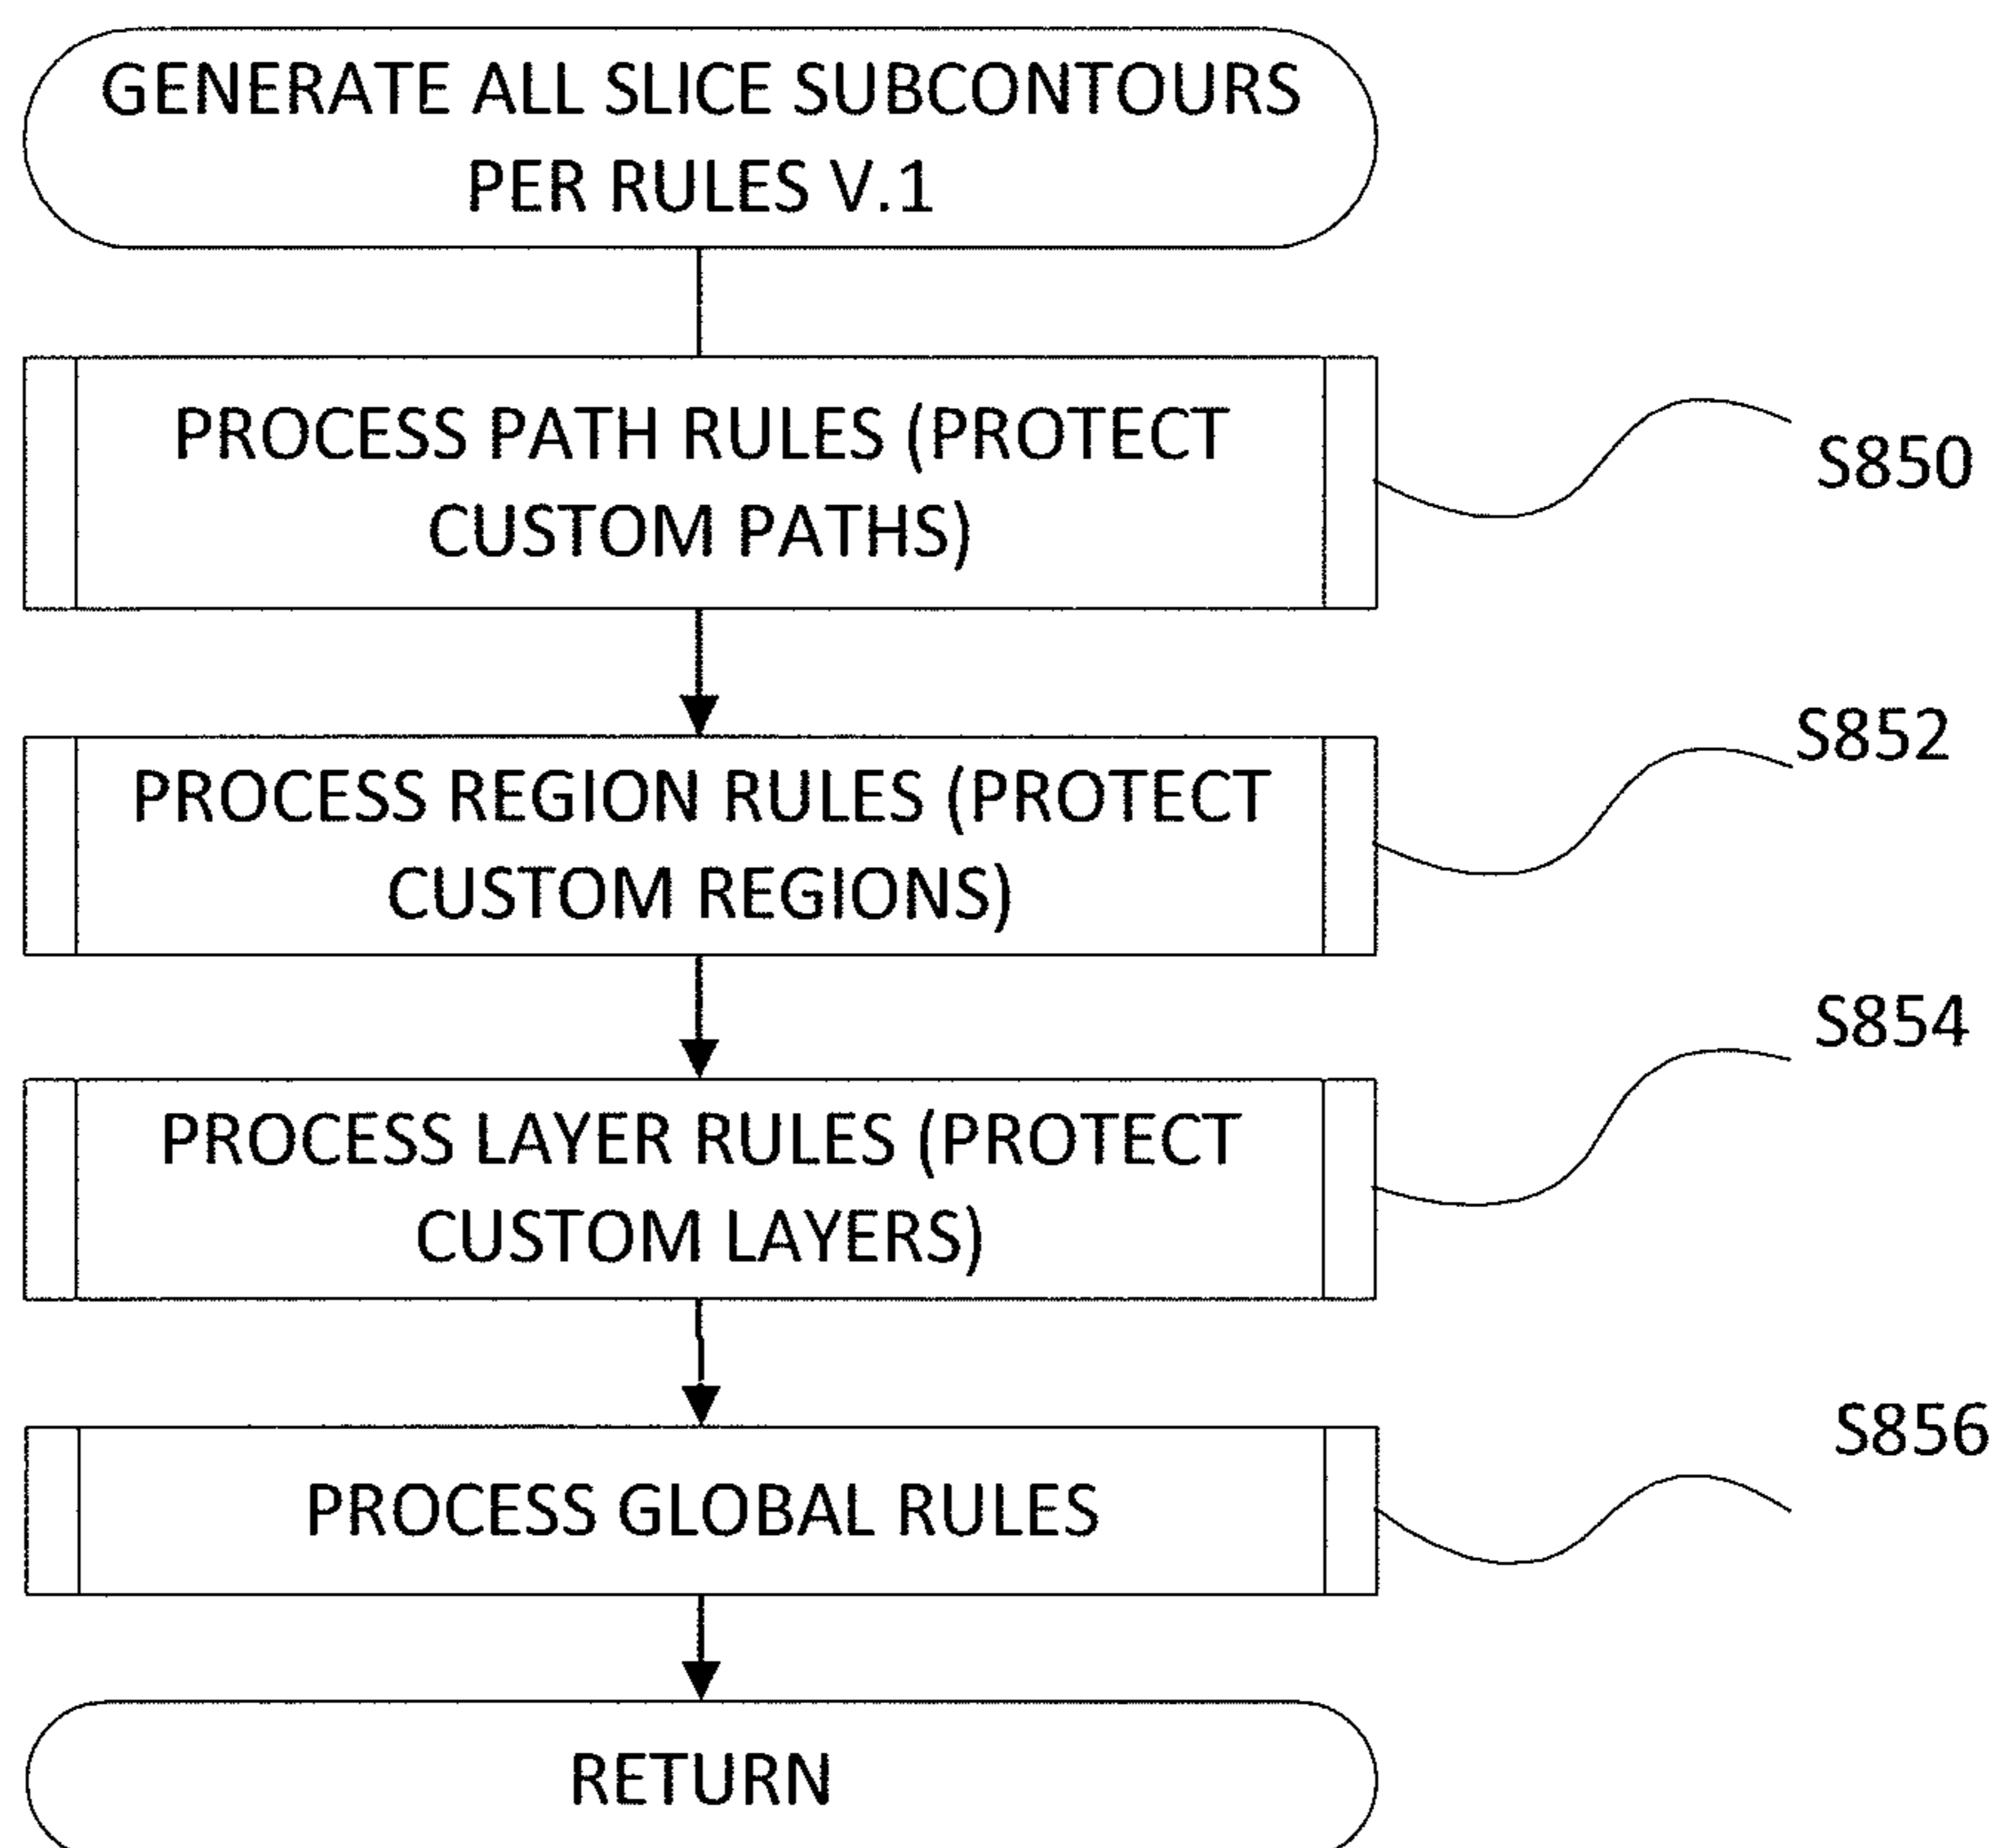 GENERATE ALL SLICE SUBCONTOURS
PER RULES V.1
PROCESS PATH RULES (PROTECT
CUSTOM PATHS)
S850
S852
PROCESS REGION RULES (PROTECT
CUSTOM REGIONS)
S854
PROCESS LAYER RULES (PROTECT
CUSTOM LAYERS)
S856
PROCESS GLOBAL RULES
RETURN